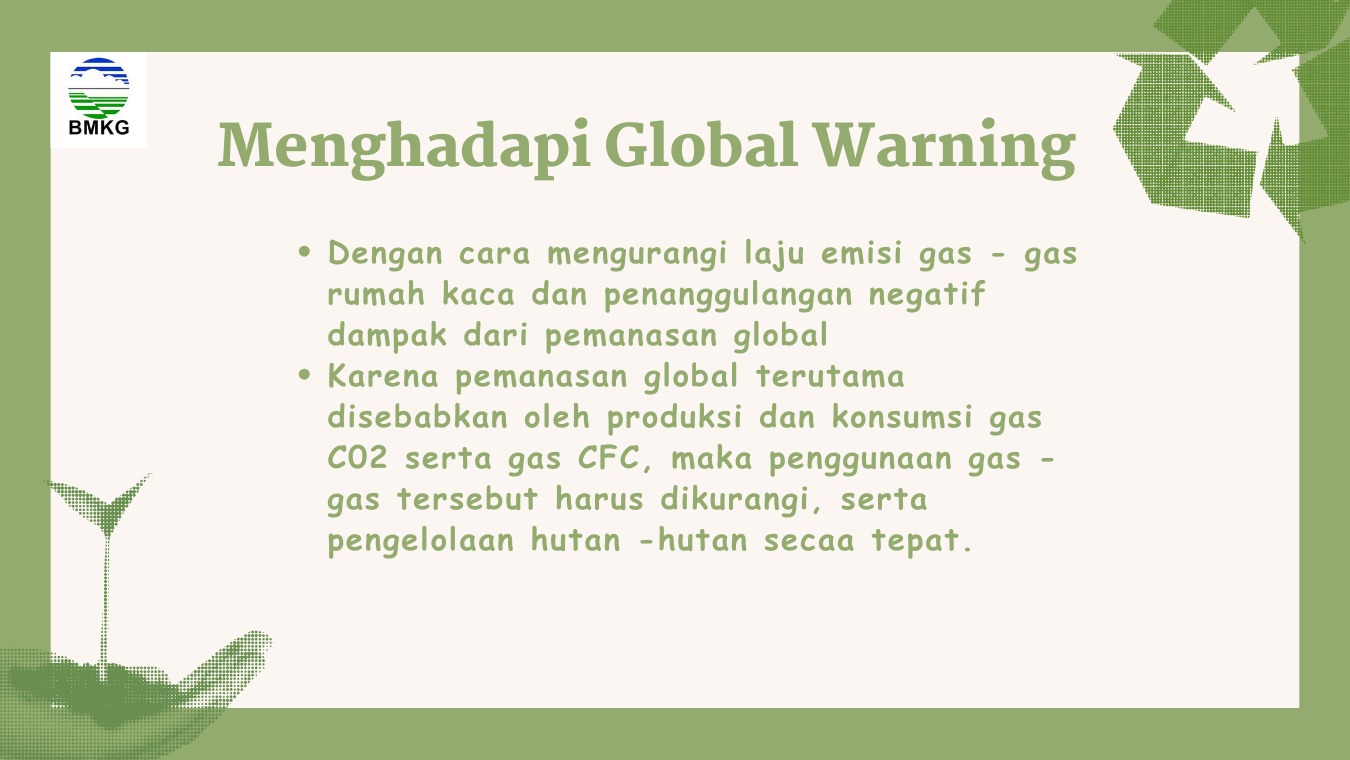 BMKG
Menghadapi Global Warning
• Dengan cara mengurangi laju emisi gas - gas
rumah kaca dan penanggulangan negatif
dampak dari pemanasan global
• Karena pemanasan global terutama
disebabkan oleh produksi dan konsumsi gas
CO2 serta gas CFC, maka penggunaan gas -
gas tersebut harus dikurangi, serta
pengelolaan hutan -hutan secaa tepat.